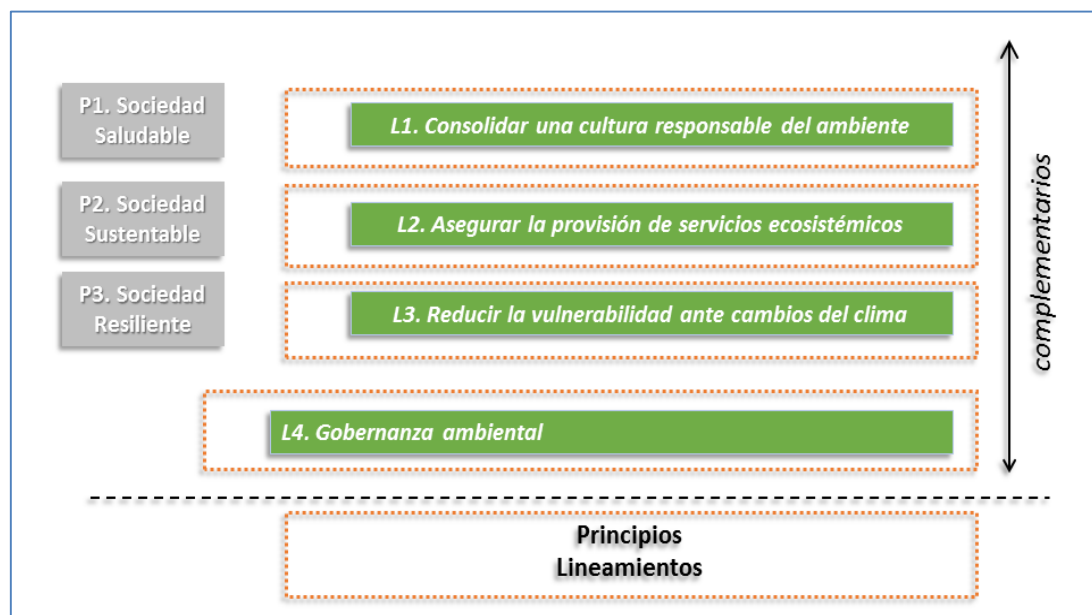 P1. Sociedad
Saludable
L1. Consolidar una cultura responsable del ambiente
P2. Sociedad
Sustentable
L2. Asegurar la provisión de servicios ecosistémicos
P3. Sociedad
Resiliente
L3. Reducir la vulnerabilidad ante cambios del clima
L4. Gobernanza ambiental
complementarios
Principios
Lineamientos